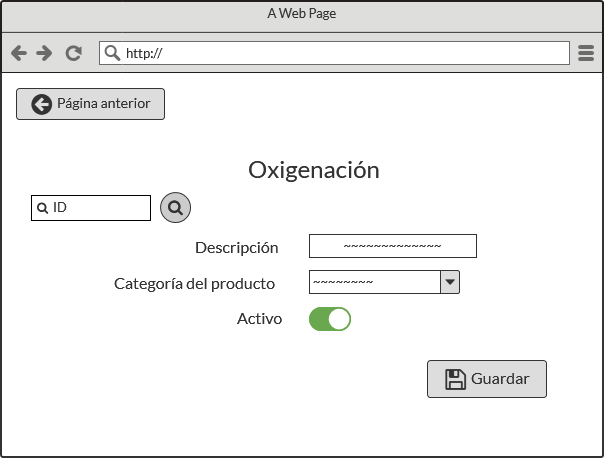 A Web Page
http://
Página anterior
Oxigenación
ID
Descripción
~~~~~~~~~~~~~
Categoría del producto
~~~~~~~~
Activo
Guardar